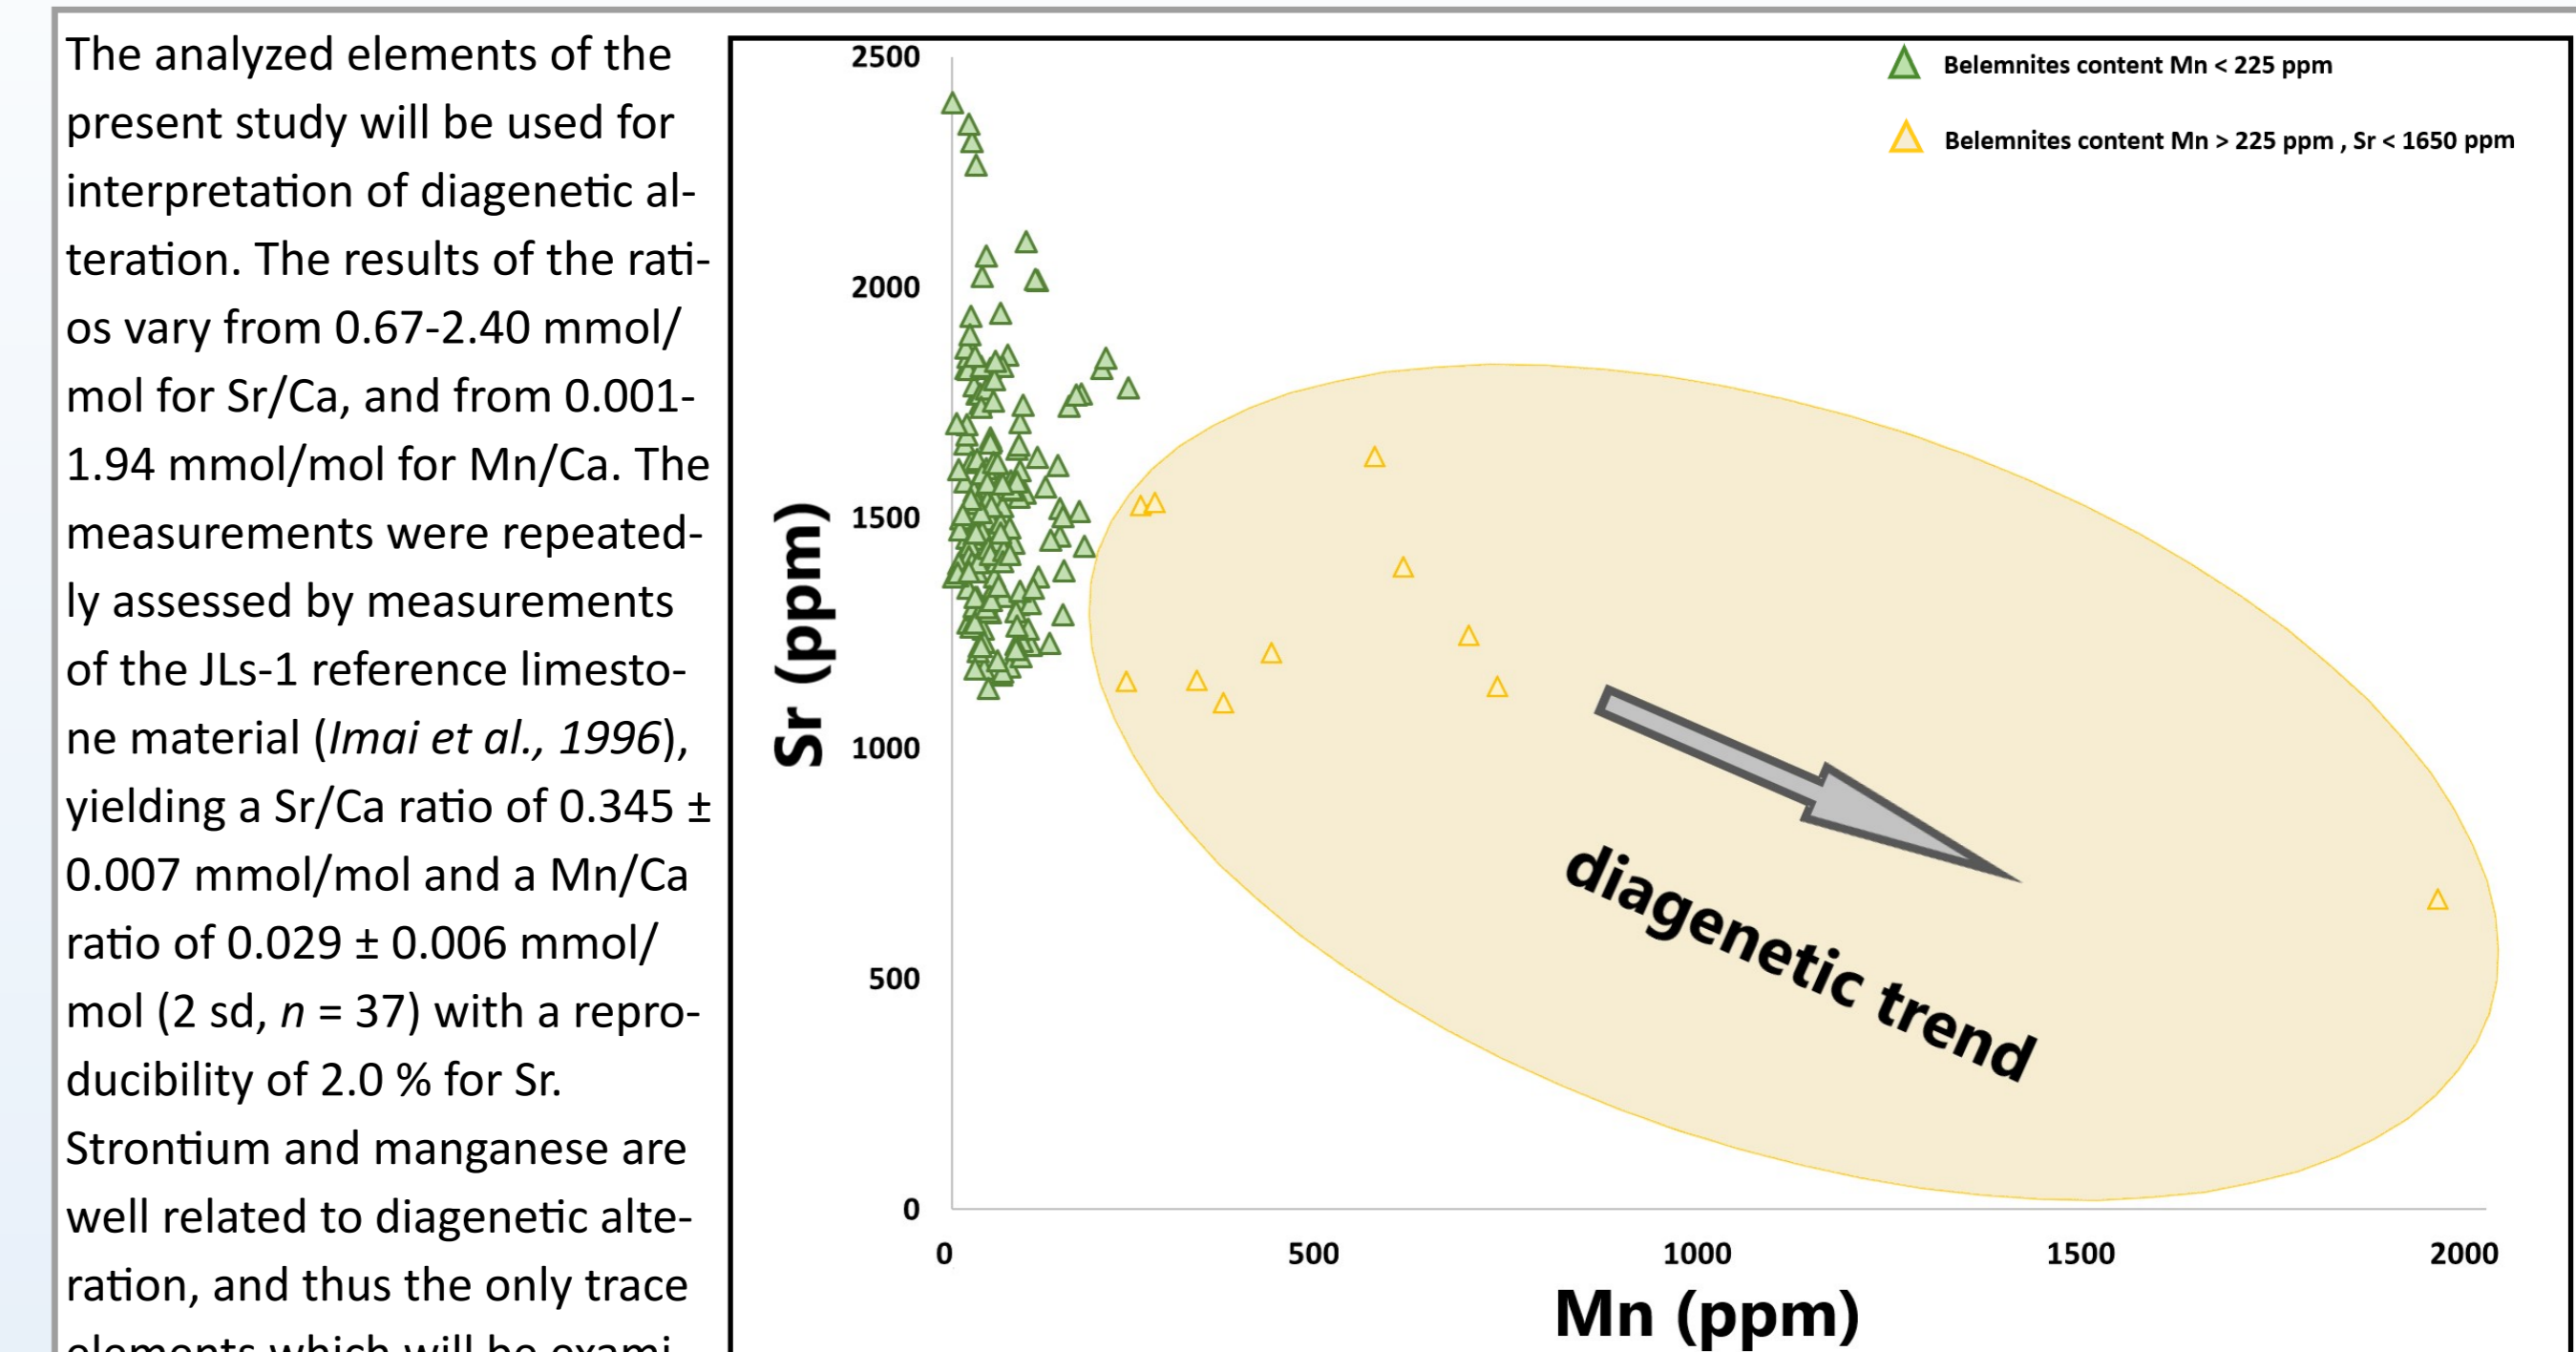 The analyzed elements of the
present study will be used for
interpretation of diagenetic al-
teration. The results of the rati-
os vary from 0.67-2.40 mmol/
mol for Sr/Ca, and from 0.001-
1.94 mmol/mol for Mn/Ca. The
measurements were repeated-
ly assessed by measurements
of the JLs-1 reference limesto-
ne material (Imai et al., 1996),
yielding a Sr/Ca ratio of 0.345 ±
0.007 mmol/mol and a Mn/Ca
ratio of 0.029 ± 0.006 mmol/
mol (2 sd, n = 37) with a repro-
ducibility of 2.0 % for Sr.
Strontium and manganese are
well related to diagenetic alte-
ration, and thus the only trace
elements which will be exami-
Belemnites content Mn < 225 ppm
Belemnites content Mn > 225 ppm , Sr < 1650 ppm
Sr (ppm)
2500
2000
1500
1000
500
0
diagenetic trend
0 500 1000 1500 2000
Mn (ppm)